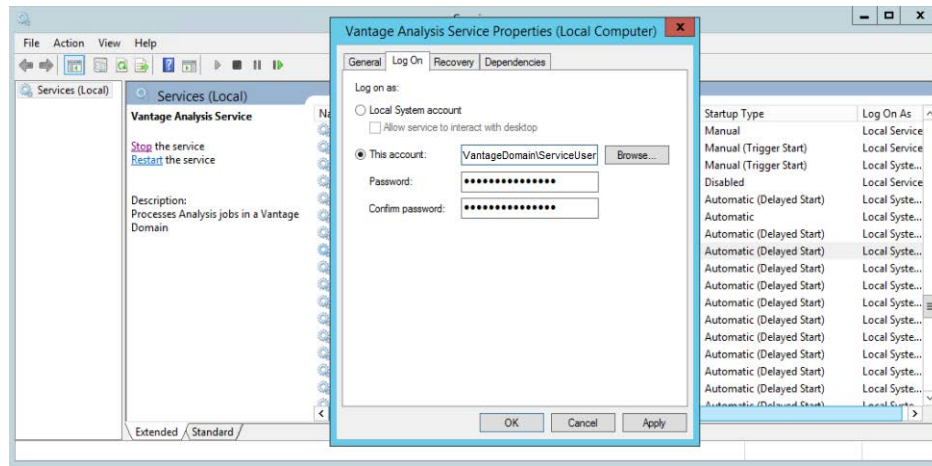 Vantage Analysis Service Properties (Local Computer)
x
File Action View Help
General Log On Recovery Dependencies
Services (Local)
Services (Local)
Log on as:
Local System account
Allow service to interact with desktop
This account: VantageDomain\ServiceUser Browse...
Password: ●●●●●●●●●●●●●●●
Confirm password: ●●●●●●●●●●●●●●●
OK Cancel Apply
Vantage Analysis Service
Stop the service
Restart the service
Description:
Processes Analysis jobs in a Vantage
Domain
Startup Type Log On As
Manual Local Service
Manual (Trigger Start) Local Service
Manual (Trigger Start) Local Syste...
Disabled Local Service
Automatic (Delayed Start) Local Syste...
Automatic Local Syste...
Automatic (Delayed Start) Local Syste...
Automatic (Delayed Start) Local Syste...
Automatic (Delayed Start) Local Syste...
Automatic (Delayed Start) Local Syste...
Automatic (Delayed Start) Local Syste...
Automatic (Delayed Start) Local Syste...
Automatic (Delayed Start) Local Syste...
Automatic (Delayed Start) Local Syste...
Automatic (Delayed Start) Local Syste...
Automatic (Delayed Start) Local Syste...
Automatic (Delayed Start) Local Syste...
Extended Standard